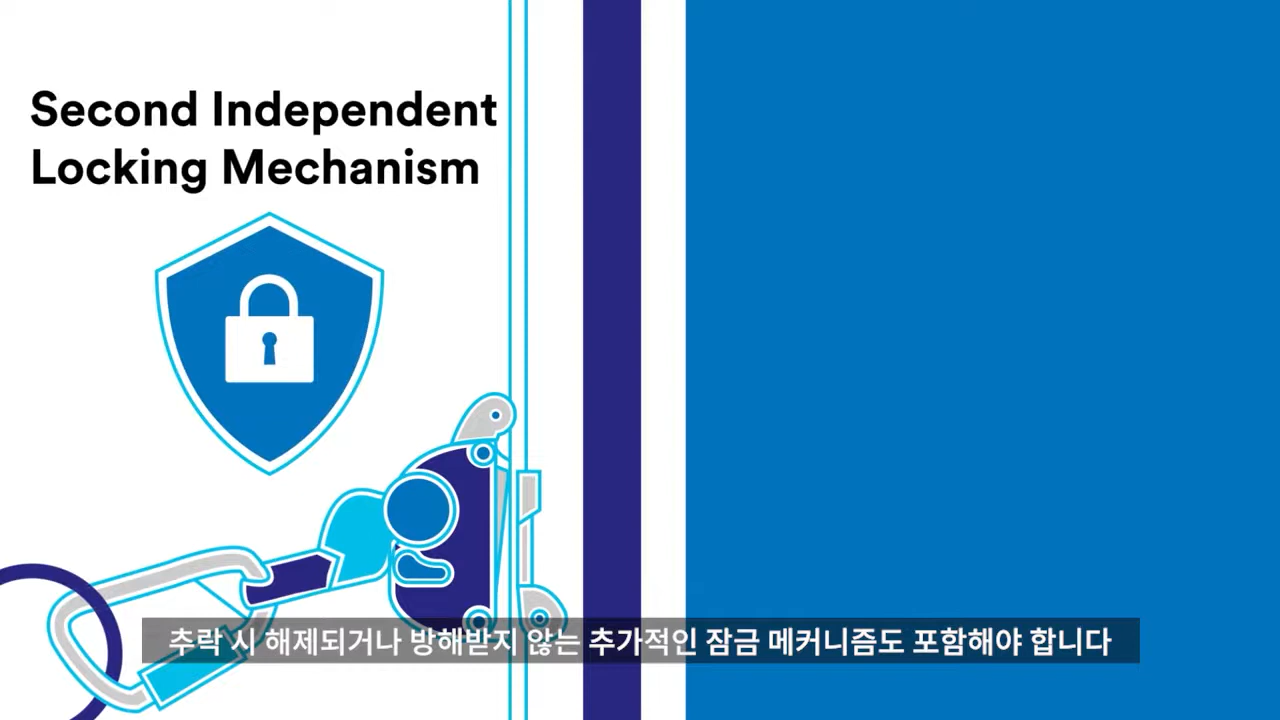 Second Independent
Locking Mechanism
추락 시 해제되거나 방해받지 않는 추가적인 잠금 메커니즘도 포함해야 합니다